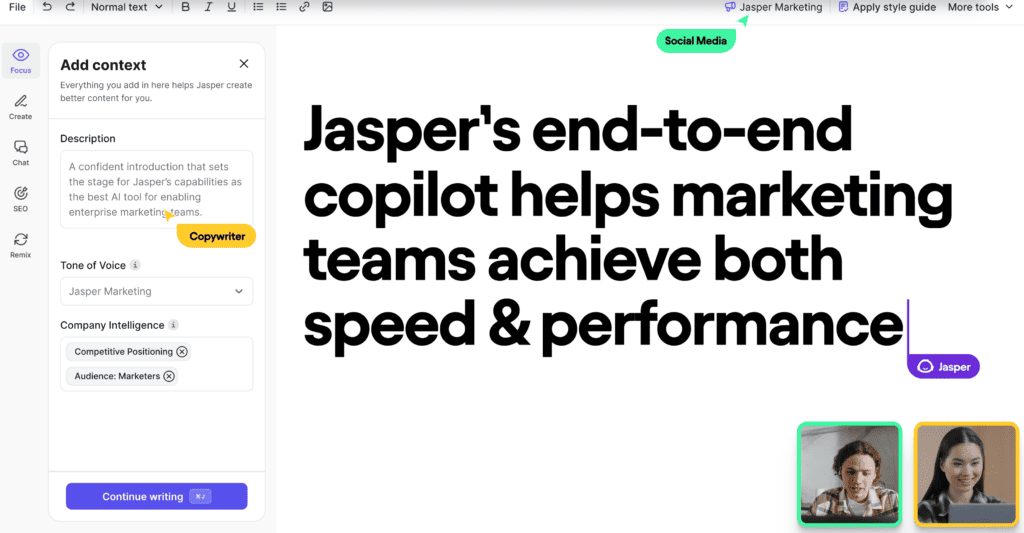 File
Normal text
B I U
Jasper Marketing
Apply style guide
More tools
Social Media
Focus
Create
Chat
SEO
Remix
Add context
Everything you add in here helps Jasper create
better content for you.
Description
A confident introduction that sets
the stage for Jasper's capabilities as
the best AI tool for enabling
enterprise marketing teams.
Copywriter
Tone of Voice i
Jasper Marketing
Company Intelligence i
Competitive Positioning
Audience: Marketers
Continue writing ⌘J
Jasper's end-to-end
copilot helps marketing
teams achieve both
speed & performance
Jasper